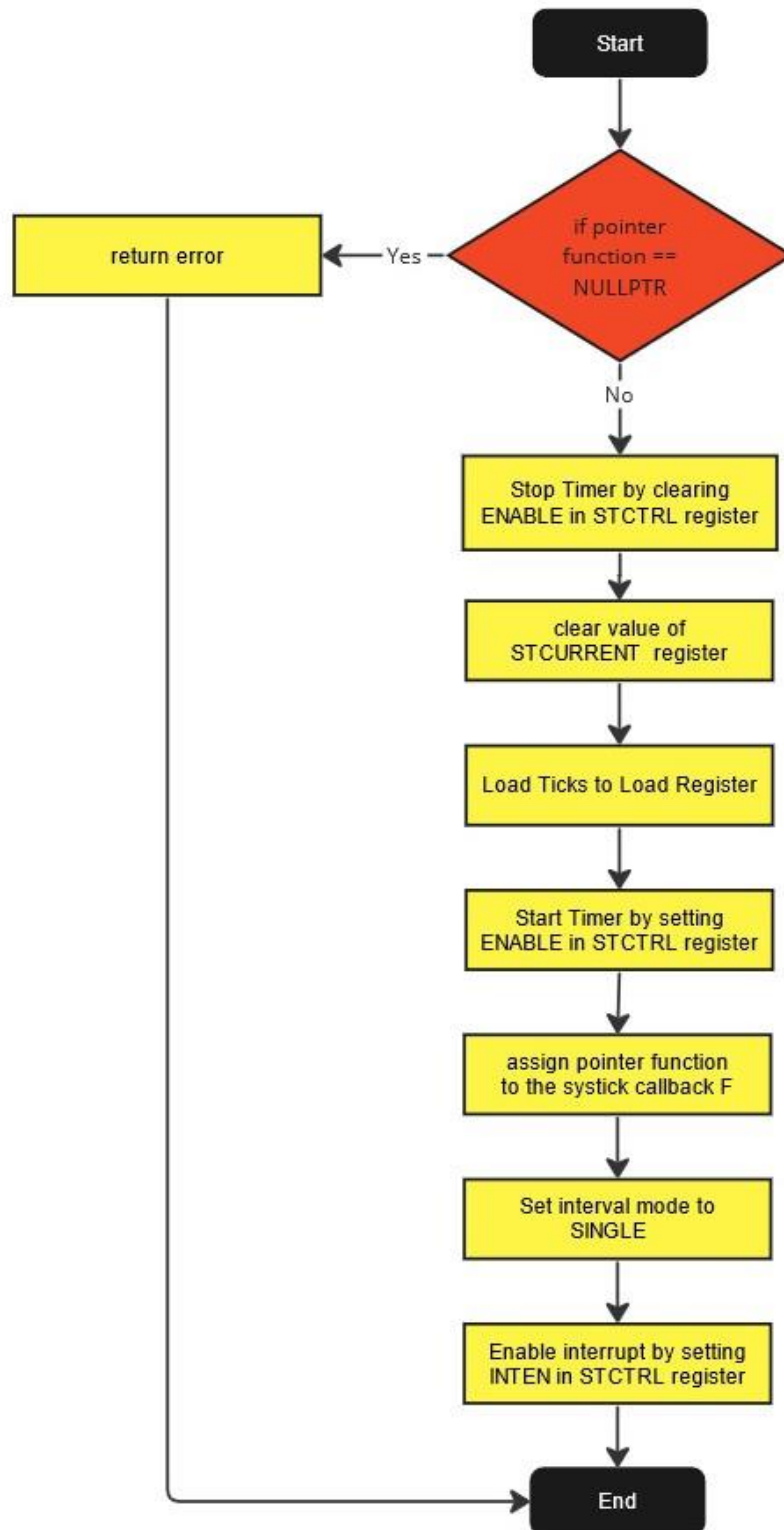 Start
if pointer
function ==
NULLPTR
Yes
return error
No
Stop Timer by clearing
ENABLE in STCTRL register
clear value of
STCURRENT register
Load Ticks to Load Register
Start Timer by setting
ENABLE in STCTRL register
assign pointer function
to the systick callback F
Set interval mode to
SINGLE
Enable interrupt by setting
INTEN in STCTRL register
End